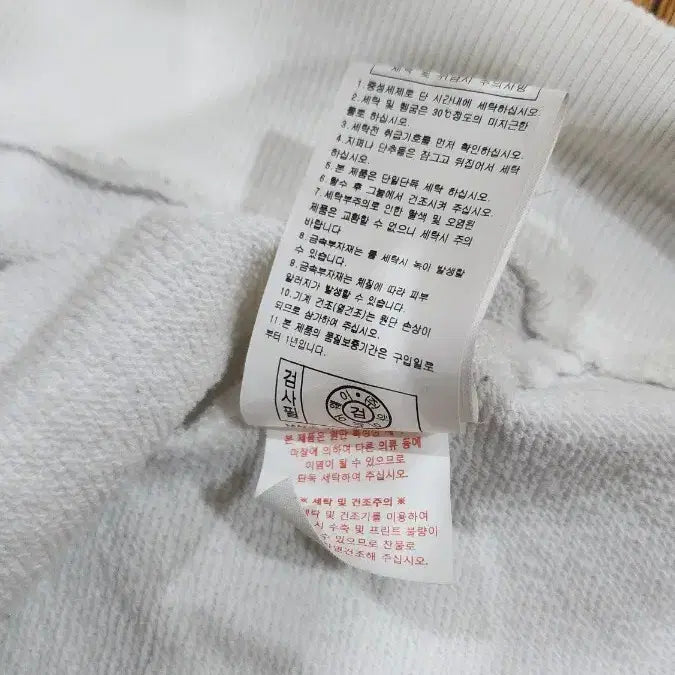 세탁 및 취급시 주의사항
1. 중성세제로 단 시간내에 세탁하십시오.
2. 세탁 및 헹굼은 30℃정도의 미지근한
물로 하십시오.
3. 세탁전 취급기호를 먼저 확인하십시오.
4. 지퍼나 단추물은 잠그고 뒤집어서 세탁
하십시오.
5. 본 제품은 단일단독 세탁 하십시오.
6. 탈수 후 그늘에서 건조시켜 주십시오.
7. 세탁부주의로 인한 탈색 및 오염된
제품은 교환할 수 없으니 세탁시 주의
바랍니다
8. 금속부자재는 물 세탁시 녹이 발생할
수 있습니다.
9. 금속부자재는 체질에 따라 피부
알러지가 발생할 수 있습니다.
10. 기계 건조(열건조)는 원단 손상이
되므로 삼가하여 주십시오.
11 본 제품의 품질보증기간은 구입일로
부터 1년입니다.
검사필
검
본 제품은 원단
마찰에 의하여 다른 의류 등에
이염이 될 수 있으므로
단독 세탁하여 주십시오.
※ 세탁 및 건조주의 ※
세탁 및 건조기를 이용하여
시 수축 및 프린트 불량이
수 있으므로 찬물로
연건조해 주십시오.